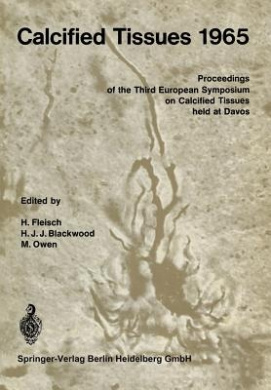 Calcified Tissues 1965
Proceedings
of the Third European Symposium
on Calcified Tissues
held at Davos
Edited by
H. Fleisch
H. J. J. Blackwood
M. Owen
Springer-Verlag Berlin Heidelberg GmbH